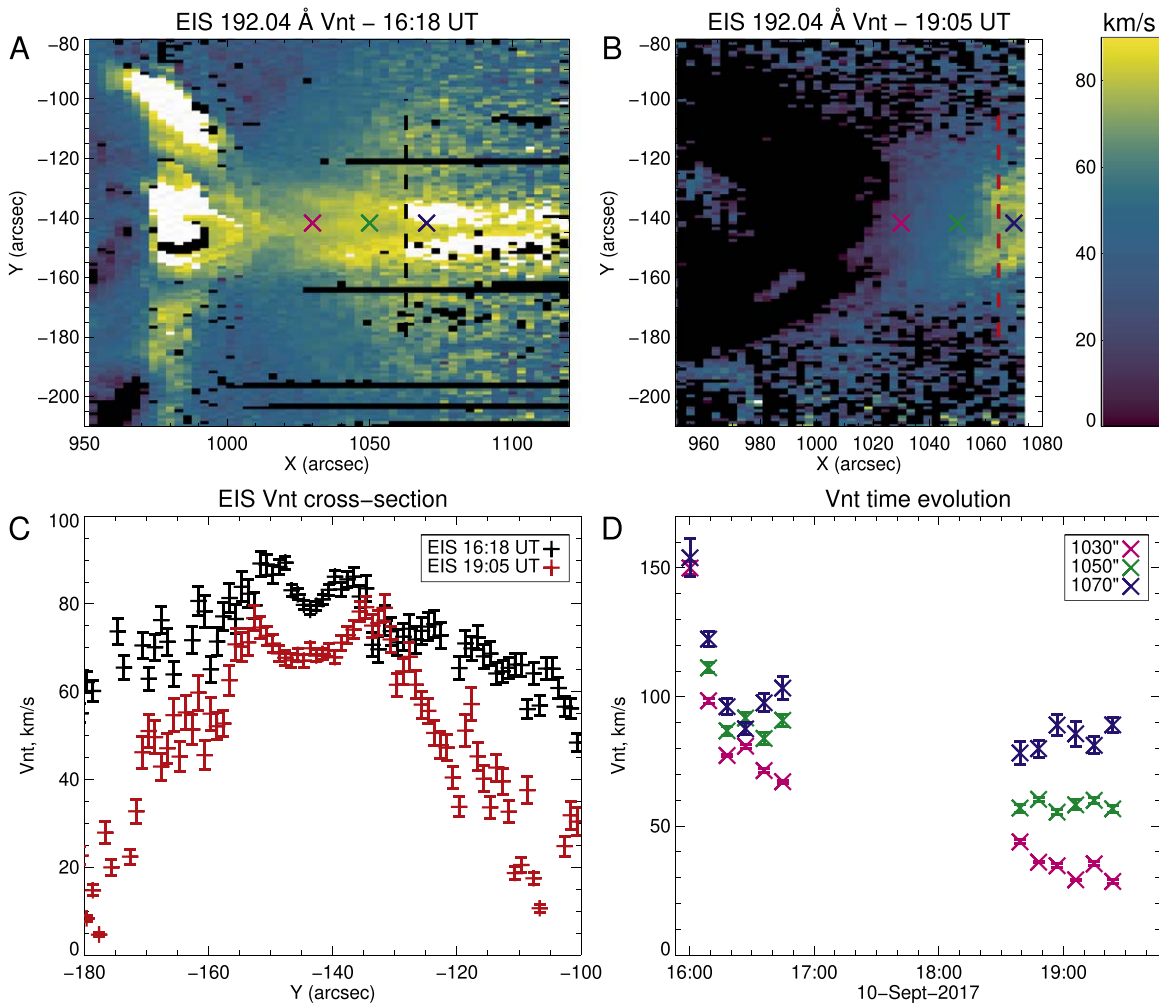 EIS 192.04 Å Vnt − 16:18 UT
EIS 192.04 Å Vnt − 19:05 UT
km/s
A
B
−80
−100
−120
−140
−160
−180
−200
Y (arcsec)
950
1000
1050
1100
X (arcsec)
−80
−100
−120
−140
−160
−180
−200
Y (arcsec)
960
980
1000
1020
1040
1060
1080
X (arcsec)
80
60
40
20
0
EIS Vnt cross−section
Vnt time evolution
C
D
100
80
60
40
20
0
Vnt, km/s
EIS 16:18 UT
EIS 19:05 UT
−180
−160
−140
−120
−100
Y (arcsec)
150
100
50
0
Vnt, km/s
1030"
1050"
1070"
16:00
17:00
18:00
19:00
10−Sept−2017